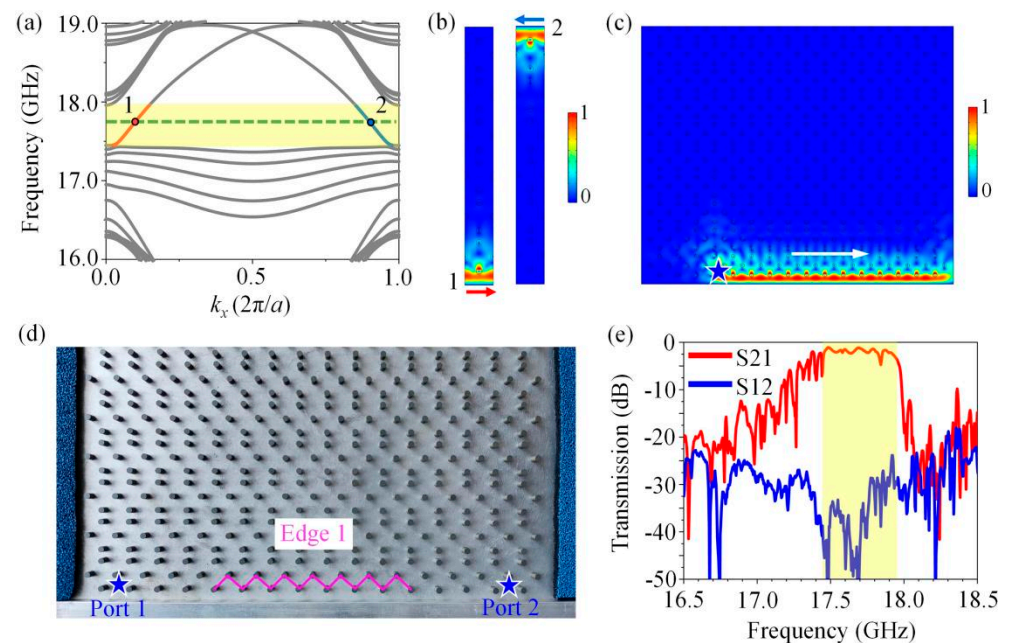 (a)
19.0
18.0
17.0
16.0
Frequency (GHz)
1
2
0.0
0.5
1.0
kₓ (2π/a)
(b)
1
2
1
0
(c)
1
0
(d)
Edge 1
Port 1
Port 2
(e)
0
-10
-20
-30
-40
-50
Transmission (dB)
S21
S12
16.5
17.0
17.5
18.0
18.5
Frequency (GHz)